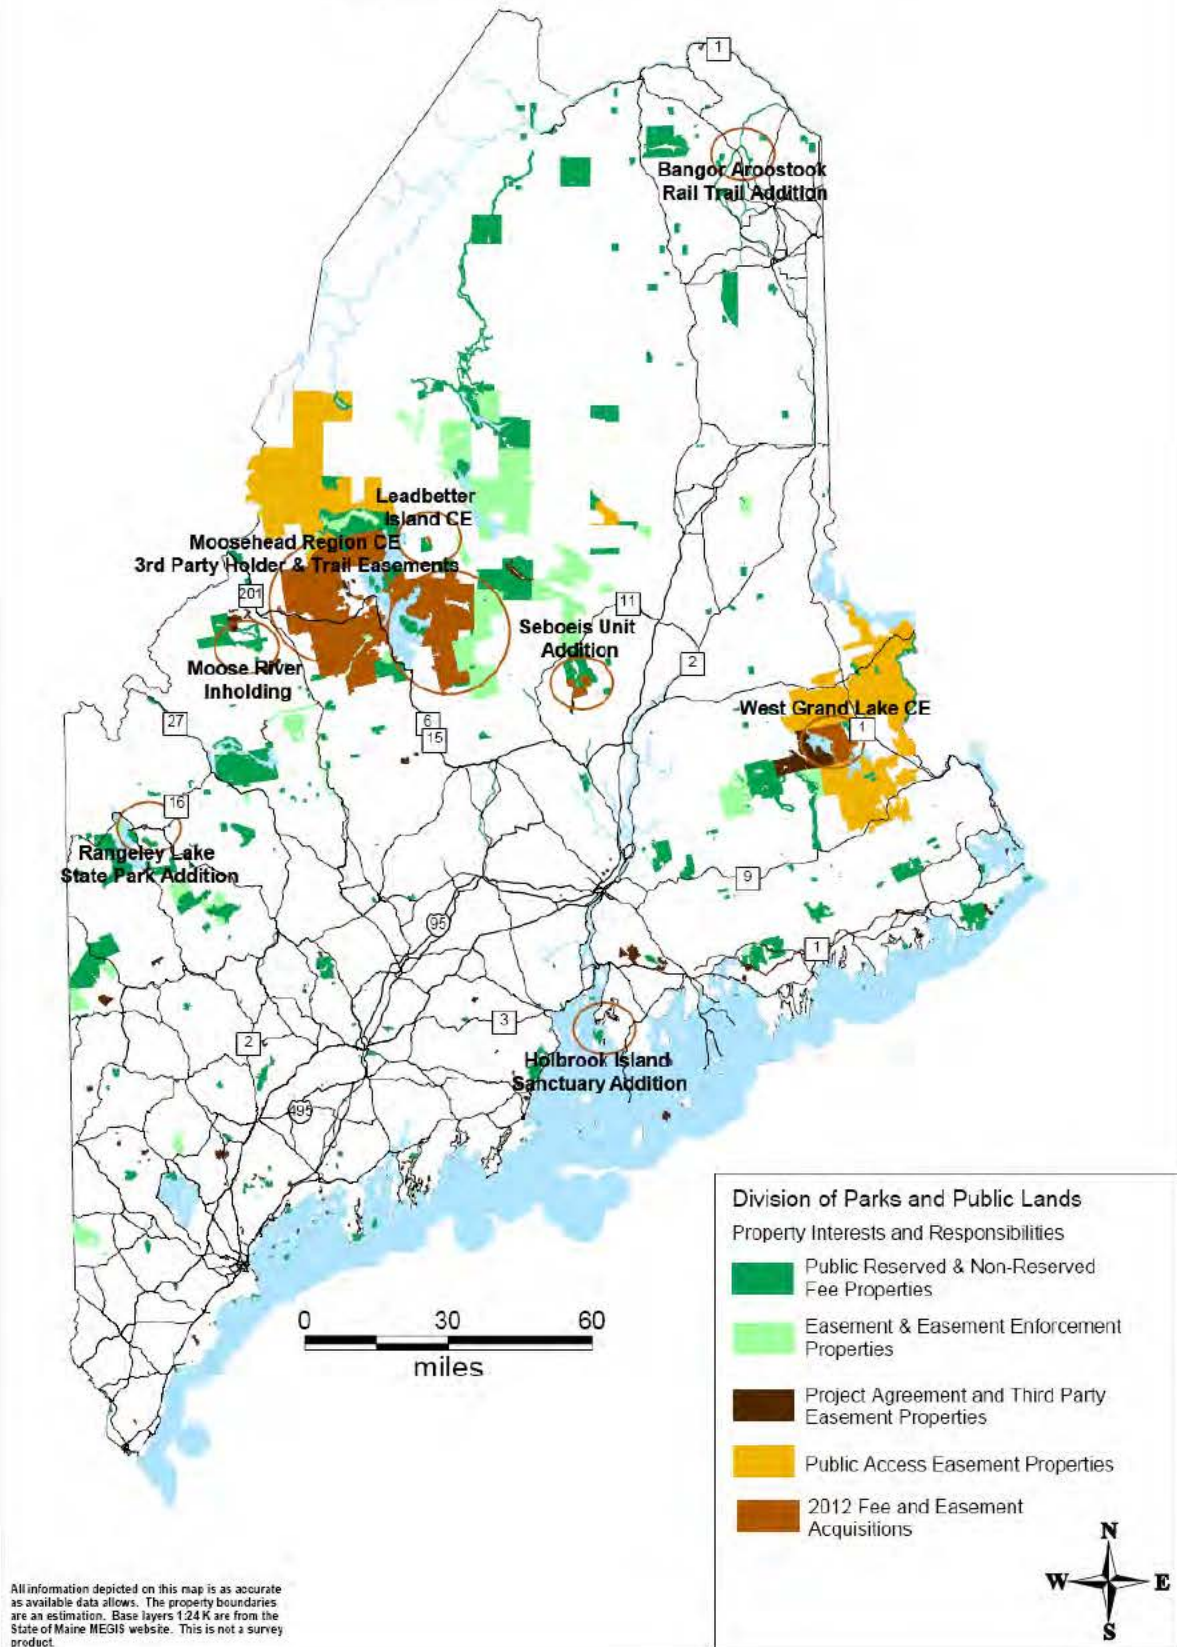 1
Bangor Aroostook
Rail Trail Addition
Leadbetter
Island CE
Moosehead Region CE
3rd Party Holder & Trail Easements
201
11
Seboeis Unit
Addition
2
Moose River
Inholding
West Grand Lake CE
27
6
15
1
16
Rangeley Lake
State Park Addition
9
95
1
3
2
Holbrook Island
Sanctuary Addition
495
0 30 60
miles
Division of Parks and Public Lands
Property Interests and Responsibilities
Public Reserved & Non-Reserved
Fee Properties
Easement & Easement Enforcement
Properties
Project Agreement and Third Party
Easement Properties
Public Access Easement Properties
2012 Fee and Easement
Acquisitions
N
W E
S
All information depicted on this map is as accurate
as available data allows. The property boundaries
are an estimation. Base layers 1:24 K are from the
State of Maine MEGIS website. This is not a survey
product.